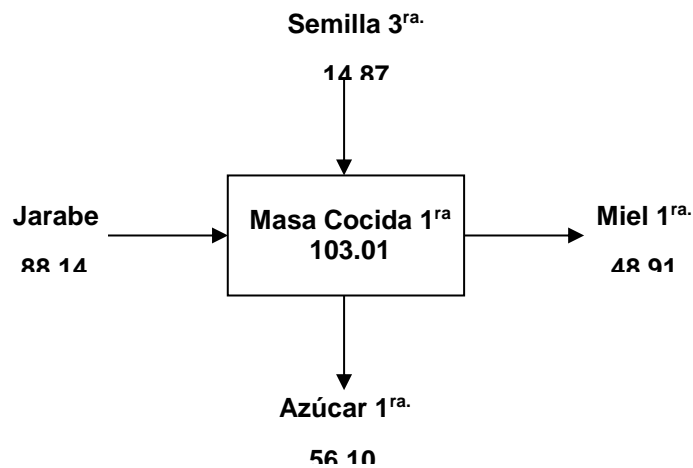 Semilla 3ra.
14.87
Jarabe
88.14
Masa Cocida 1ra
103.01
Miel 1ra.
48.91
Azúcar 1ra.
56.10